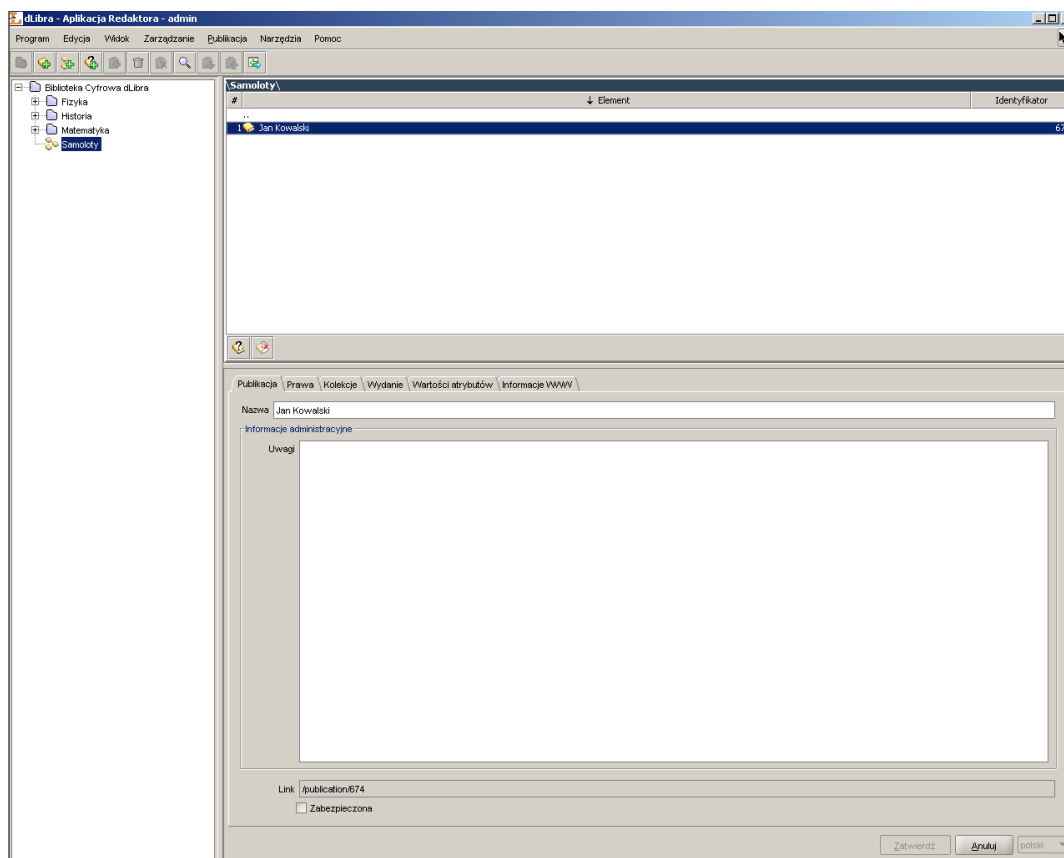 dLibra - Aplikacja Redaktora - admin
Program Edycja Widok Zarządzanie Publikacja Narzędzia Pomoc
Biblioteka Cyfrowa dLibra
Fizyka
Historia
Matematyka
Samoloty
\Samoloty\
# Element Identyfikator
..
1 Jan Kowalski 67
Publikacja Prawa Kolekcje Wydanie Wartości atrybutów Informacje WWW
Nazwa Jan Kowalski
Informacje administracyjne
Uwagi
Link /publication/674
Zabezpieczona
Zatwierdź Anuluj polski